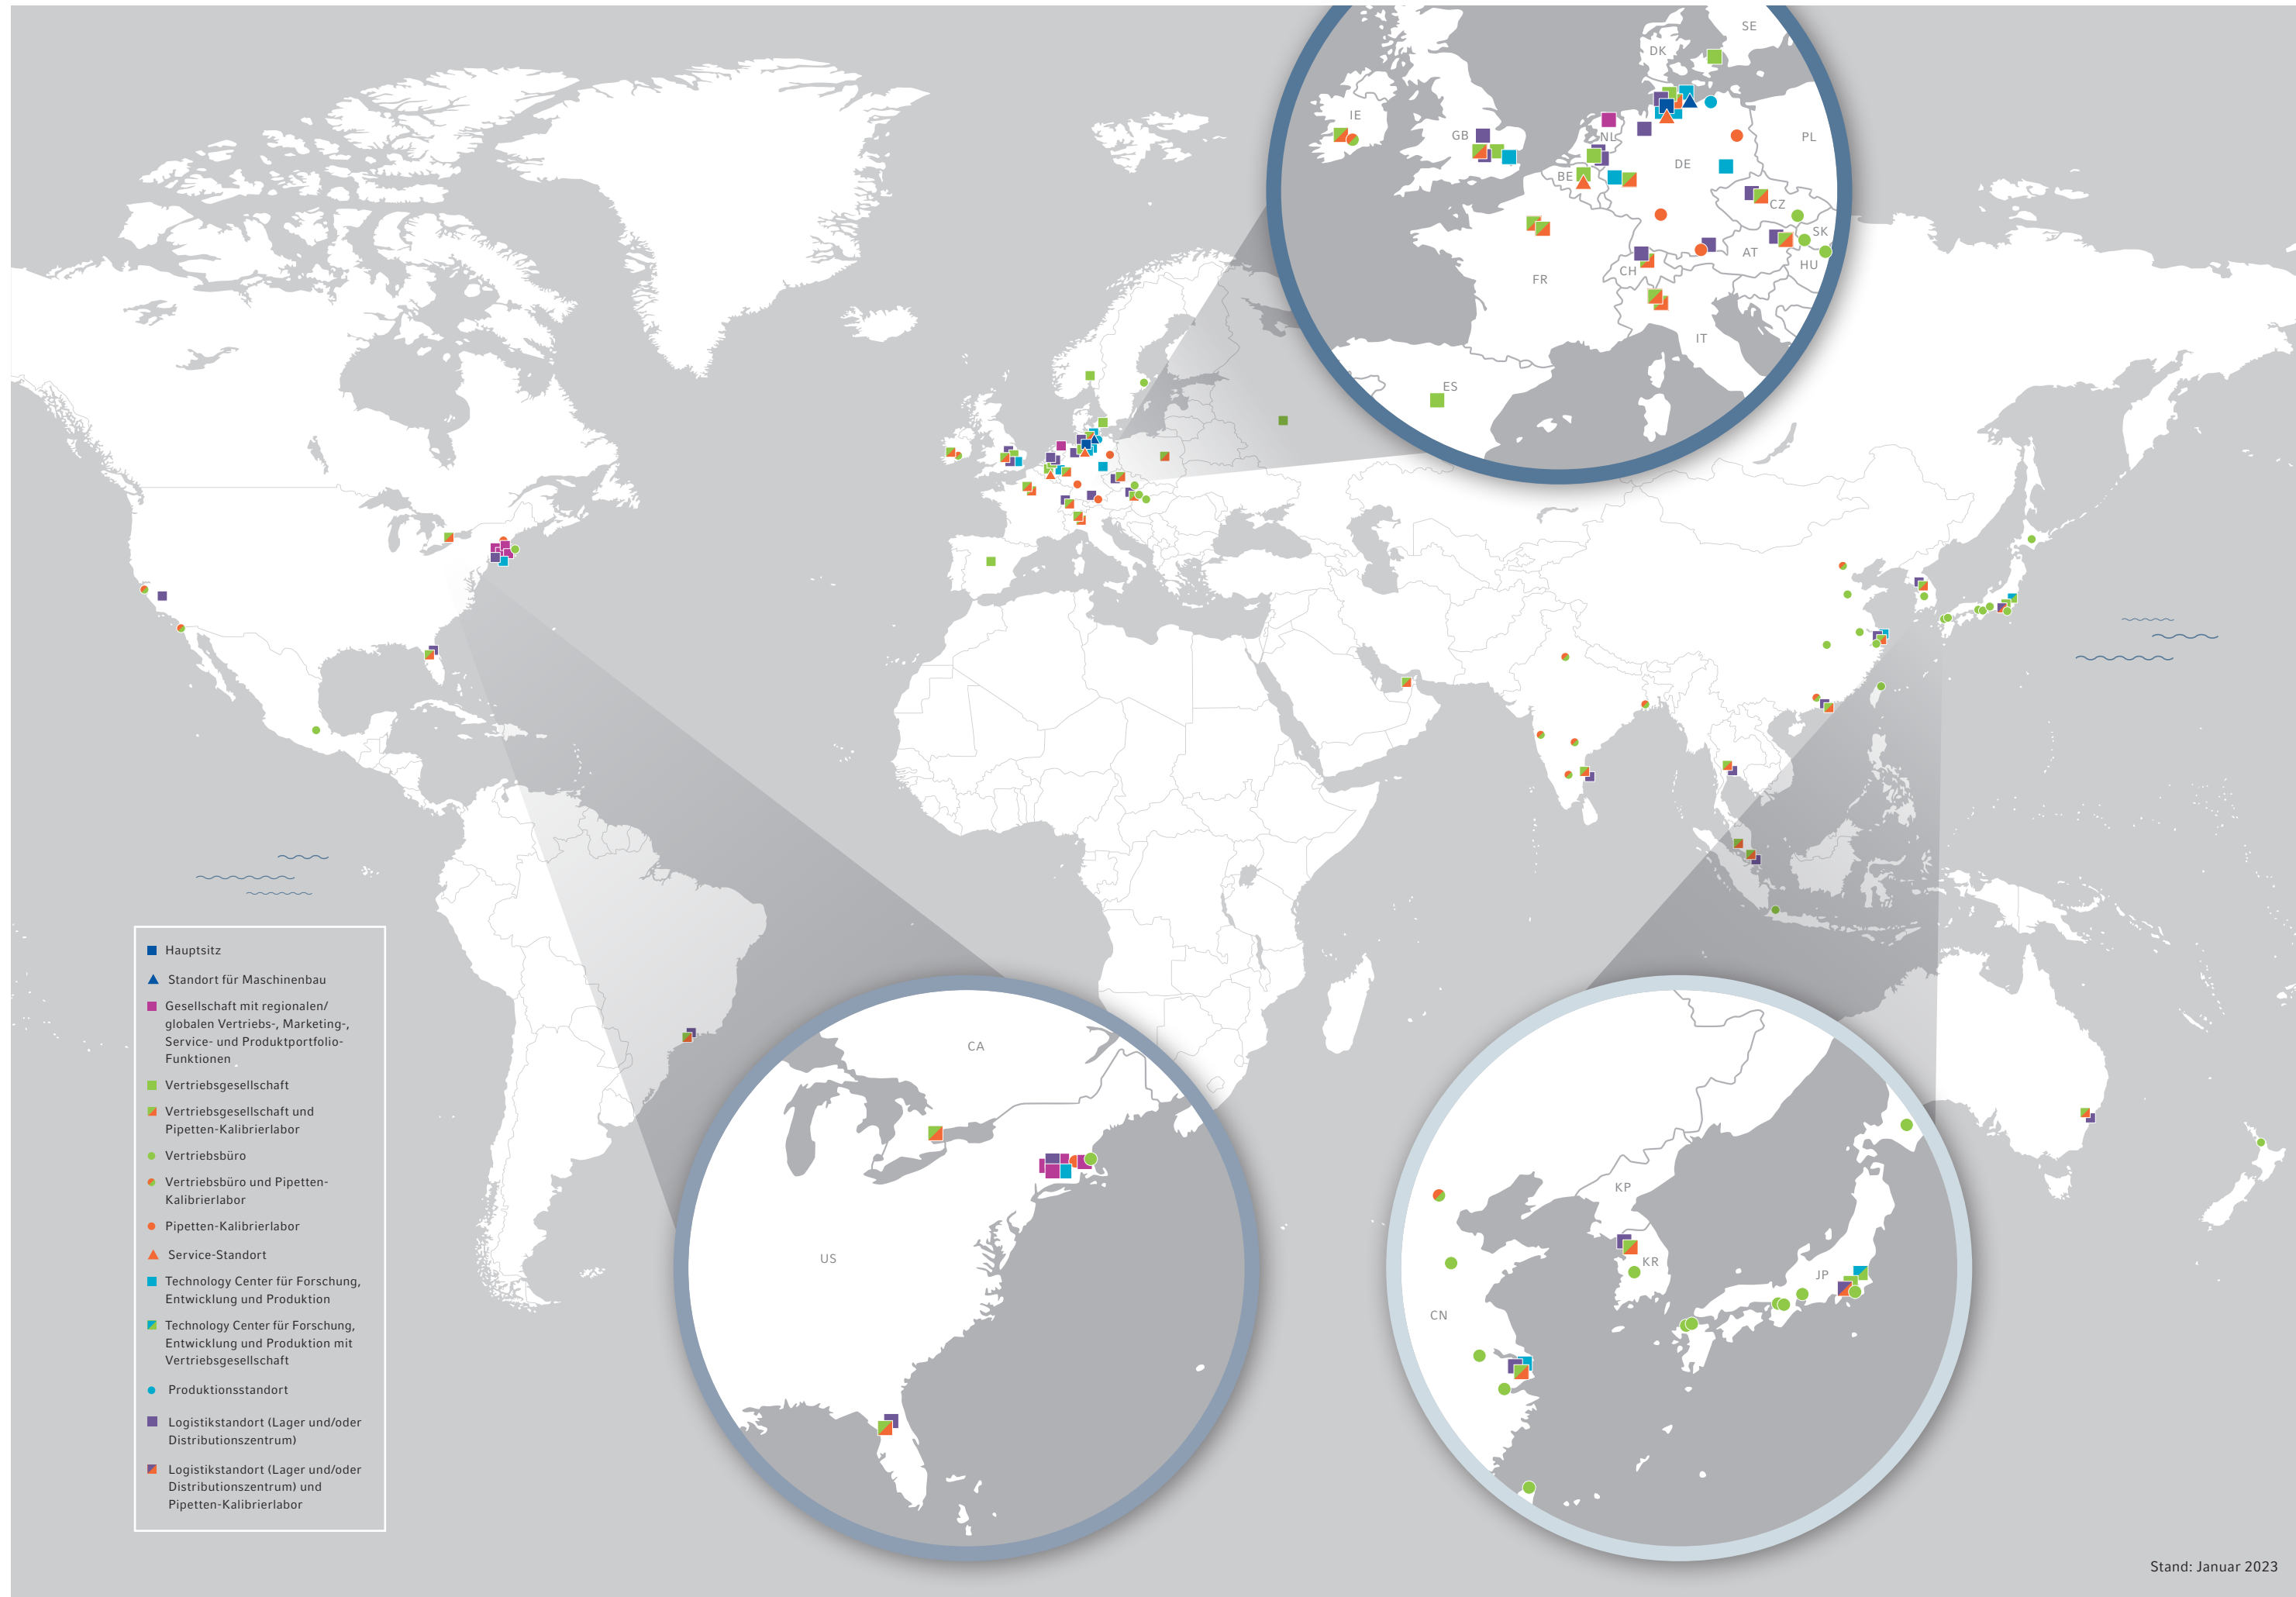 SE
DK
IE
GB
NL
PL
DE
BE
CZ
SK
AT
HU
CH
FR
IT
ES
Hauptsitz
Standort für Maschinenbau
Gesellschaft mit regionalen/
globalen Vertriebs-, Marketing-,
Service- und Produktportfolio-
Funktionen
Vertriebsgesellschaft
Vertriebsgesellschaft und
Pipetten-Kalibrierlabor
Vertriebsbüro
Vertriebsbüro und Pipetten-
Kalibrierlabor
Pipetten-Kalibrierlabor
Service-Standort
Technology Center für Forschung,
Entwicklung und Produktion
Technology Center für Forschung,
Entwicklung und Produktion mit
Vertriebsgesellschaft
Produktionsstandort
Logistikstandort (Lager und/oder
Distributionszentrum)
Logistikstandort (Lager und/oder
Distributionszentrum) und
Pipetten-Kalibrierlabor
CA
US
KP
KR
JP
CN
Stand: Januar 2023